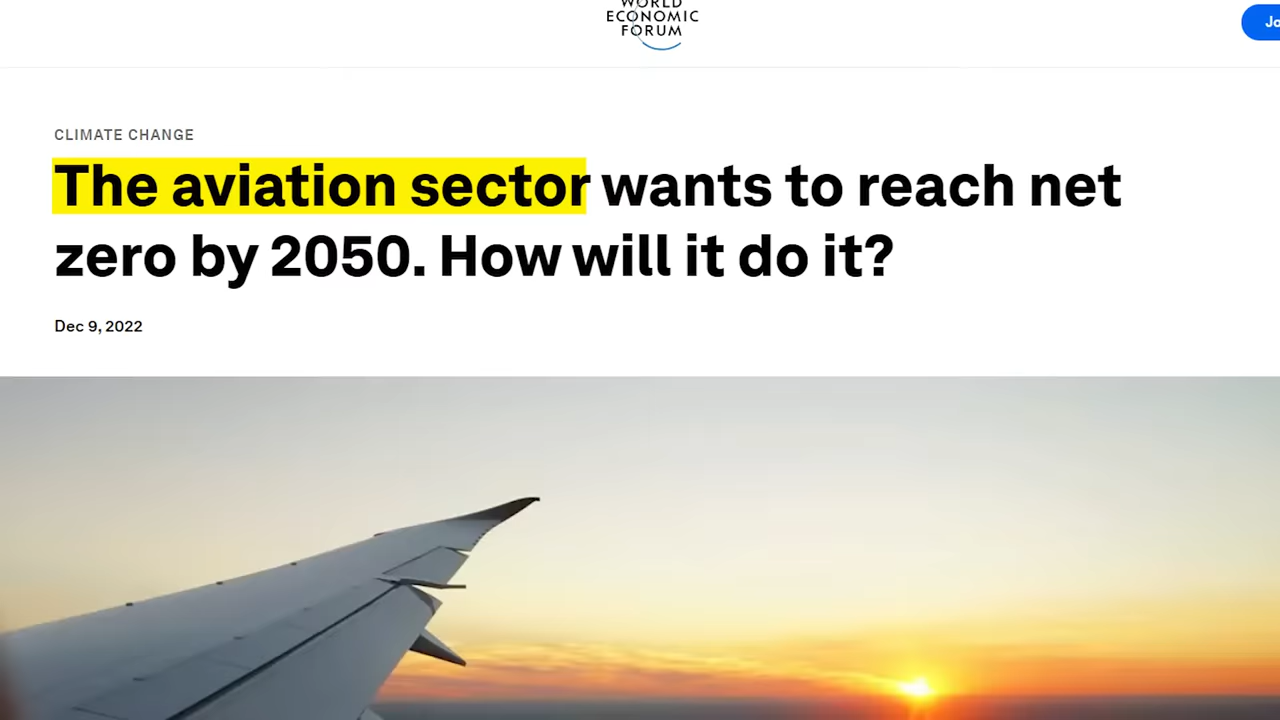 WORLD
ECONOMIC
FORUM
CLIMATE CHANGE
The aviation sector wants to reach net
zero by 2050. How will it do it?
Dec 9, 2022